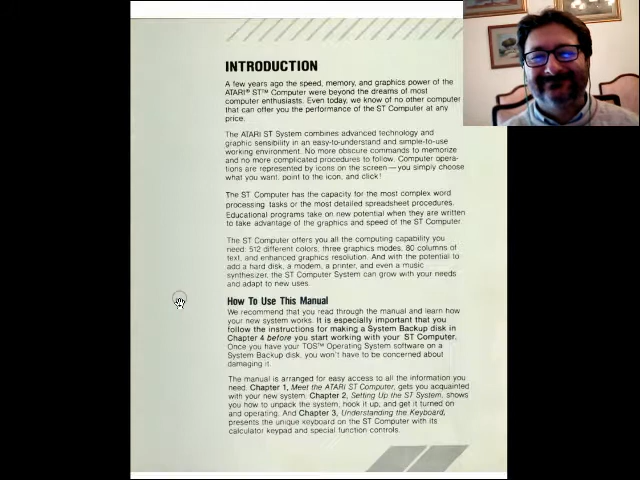 INTRODUCTION
A few years ago the speed, memory, and graphics power of the
ATARI® ST™ Computer were beyond the dreams of most
computer enthusiasts. Even today, we know of no other computer
that can offer you the performance of the ST Computer at any
price.
The ATARI ST System combines advanced technology and
graphic sensibility in an easy-to-understand and simple-to-use
working environment. No more obscure commands to memorize
and no more complicated procedures to follow. Computer opera-
tions are represented by icons on the screen—you simply choose
what you want, point to the icon, and click!
The ST Computer has the capacity for the most complex word
processing tasks or the most detailed spreadsheet procedures.
Educational programs take on new potential when they are written
to take advantage of the graphics and speed of the ST Computer
The ST Computer offers you all the computing capability you
need: 512 different colors, three graphics modes, 80 columns of
text, and enhanced graphics resolution. And with the potential to
add a hard disk, a modem, a printer, and even a music
synthesizer, the ST Computer System can grow with your needs
and adapt to new uses.
How To Use This Manual
We recommend that you read through the manual and learn how
your new system works. It is especially important that you
follow the instructions for making a System Backup disk in
Chapter 4 before you start working with your ST Computer.
Once you have your TOS™ Operating System software on a
System Backup disk, you won't have to be concerned about
damaging it.
The manual is arranged for easy access to all the information you
need. Chapter 1, Meet the ATARI ST Computer, gets you acquainted
with your new system. Chapter 2, Setting Up the ST System, shows
you how to unpack the system, hook it up, and get it turned on
and operating. And Chapter 3, Understanding the Keyboard,
presents the unique keyboard on the ST Computer with its
calculator keypad and special function controls.